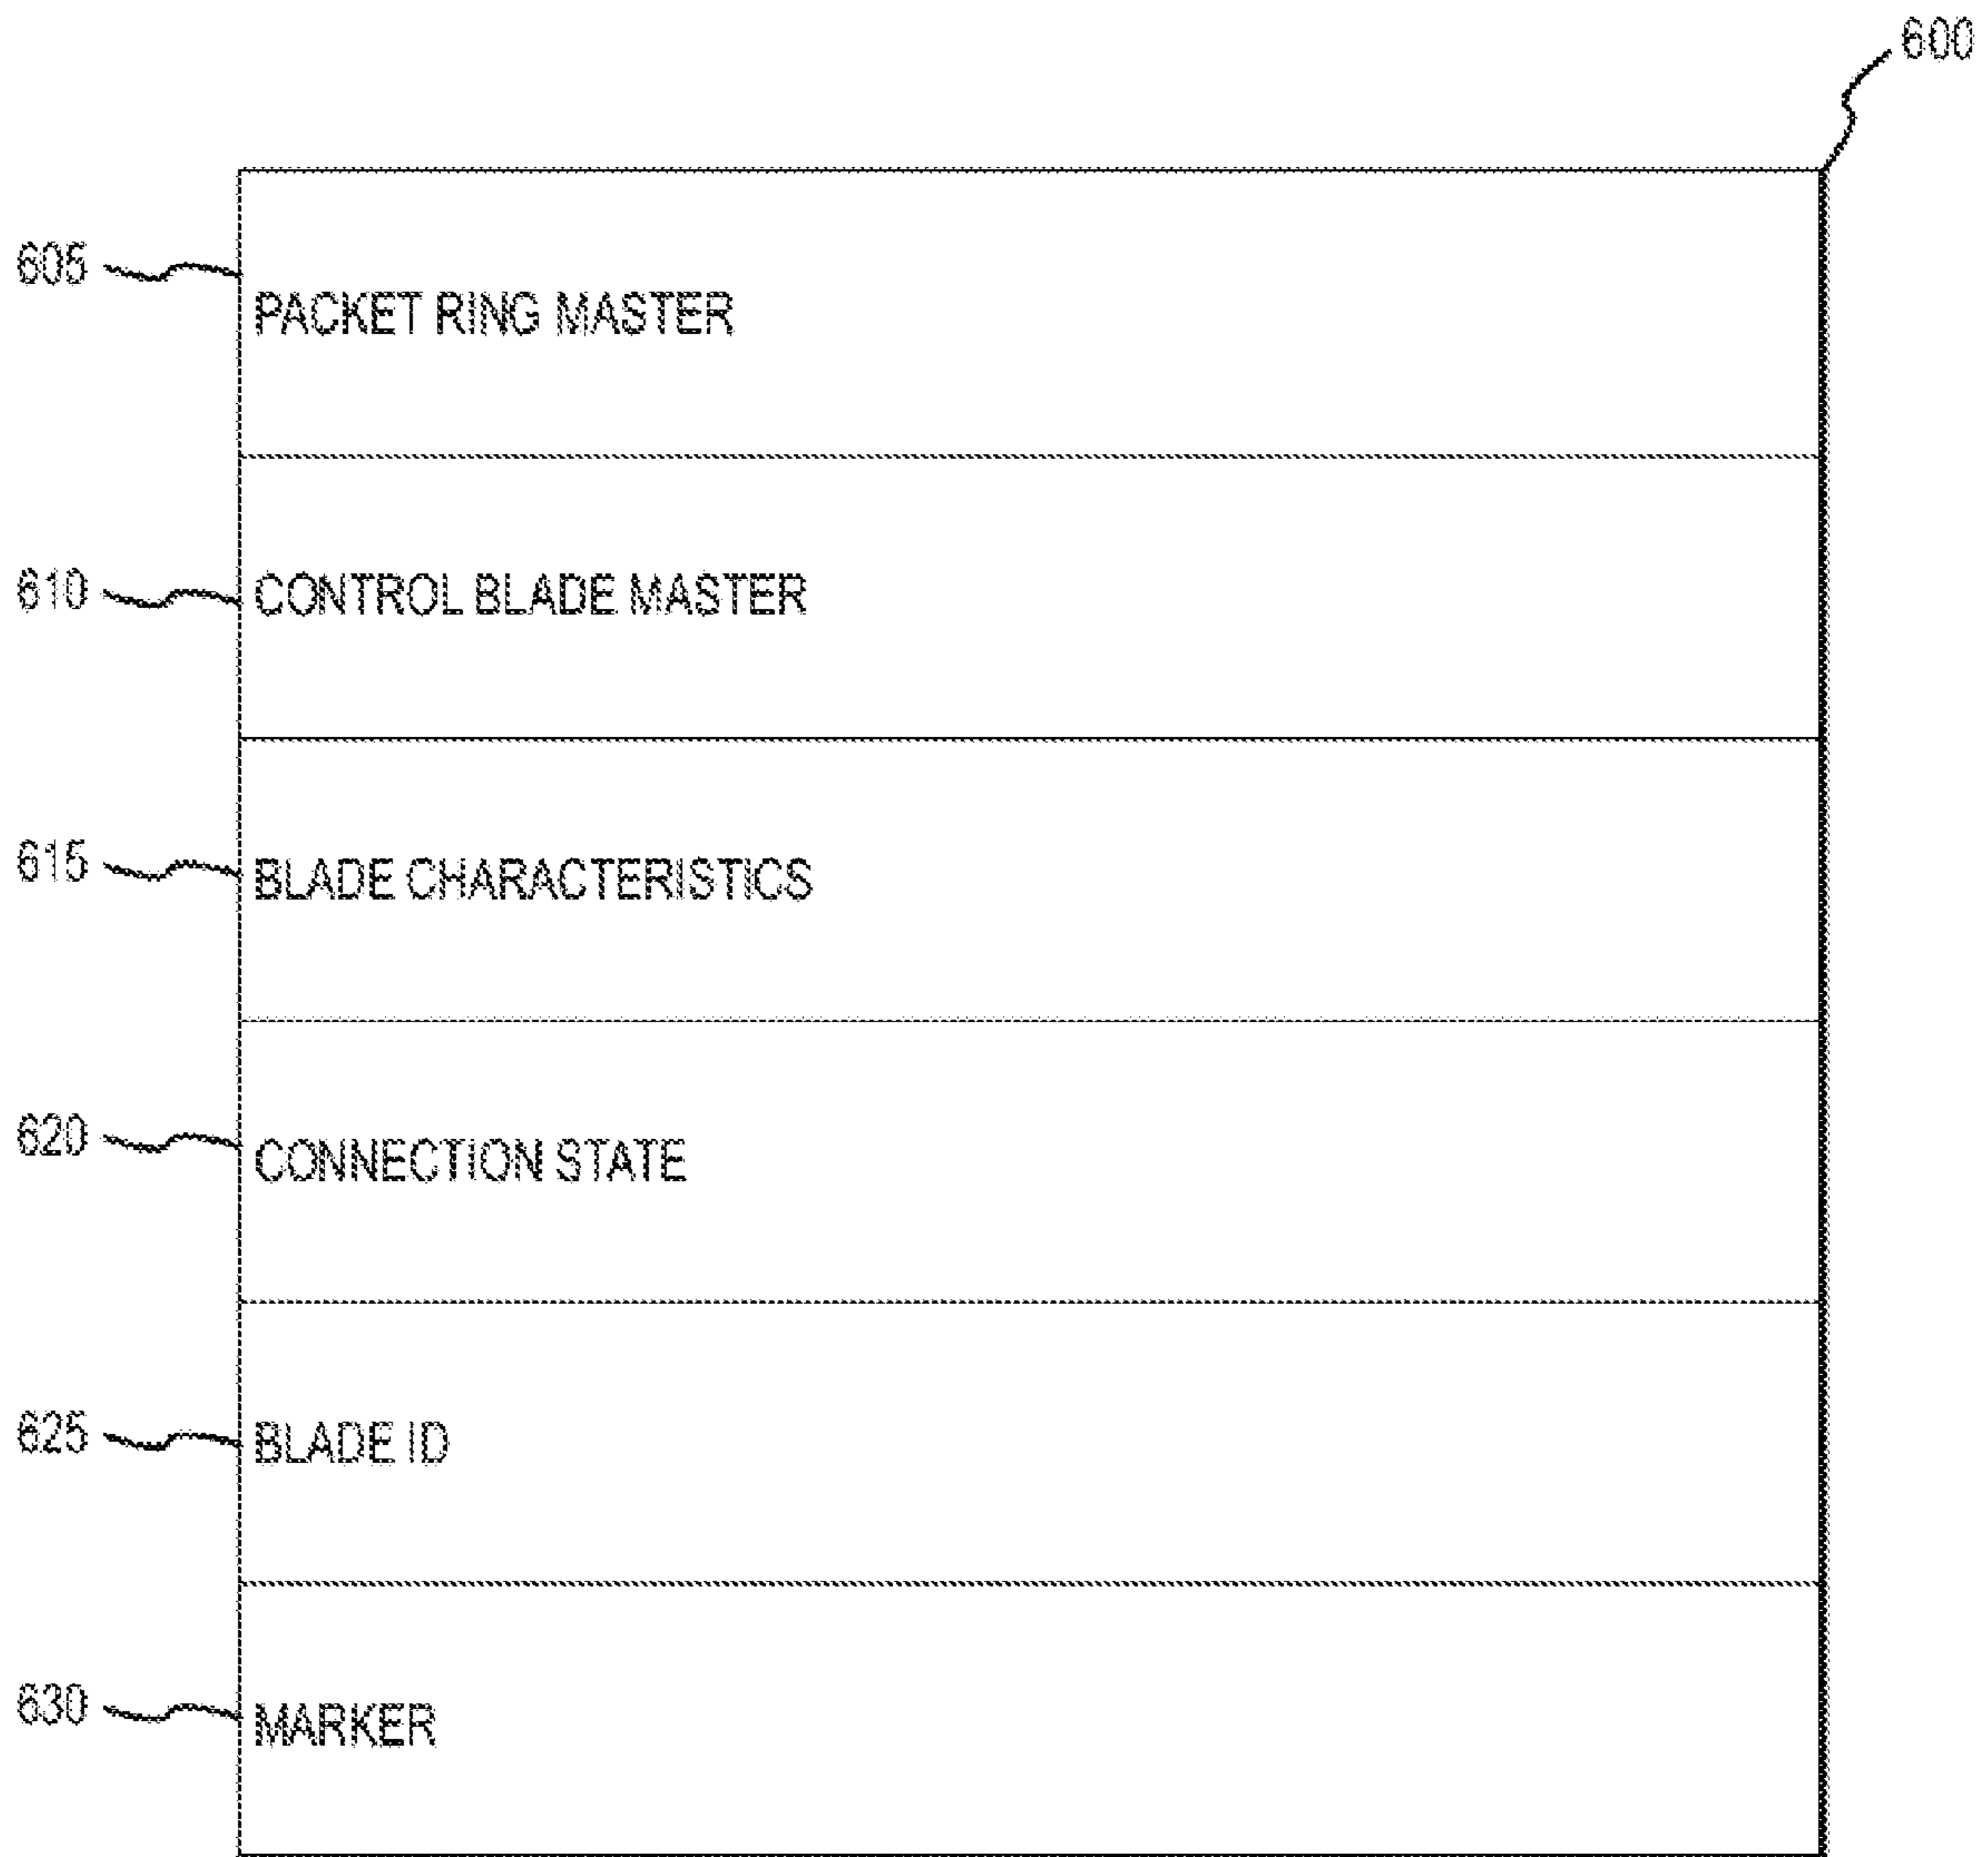 600
605
PACKET RING MASTER
610
CONTROL BLADE MASTER
615
BLADE CHARACTERISTICS
620
CONNECTION STATE
625
BLADE ID
630
MARKER